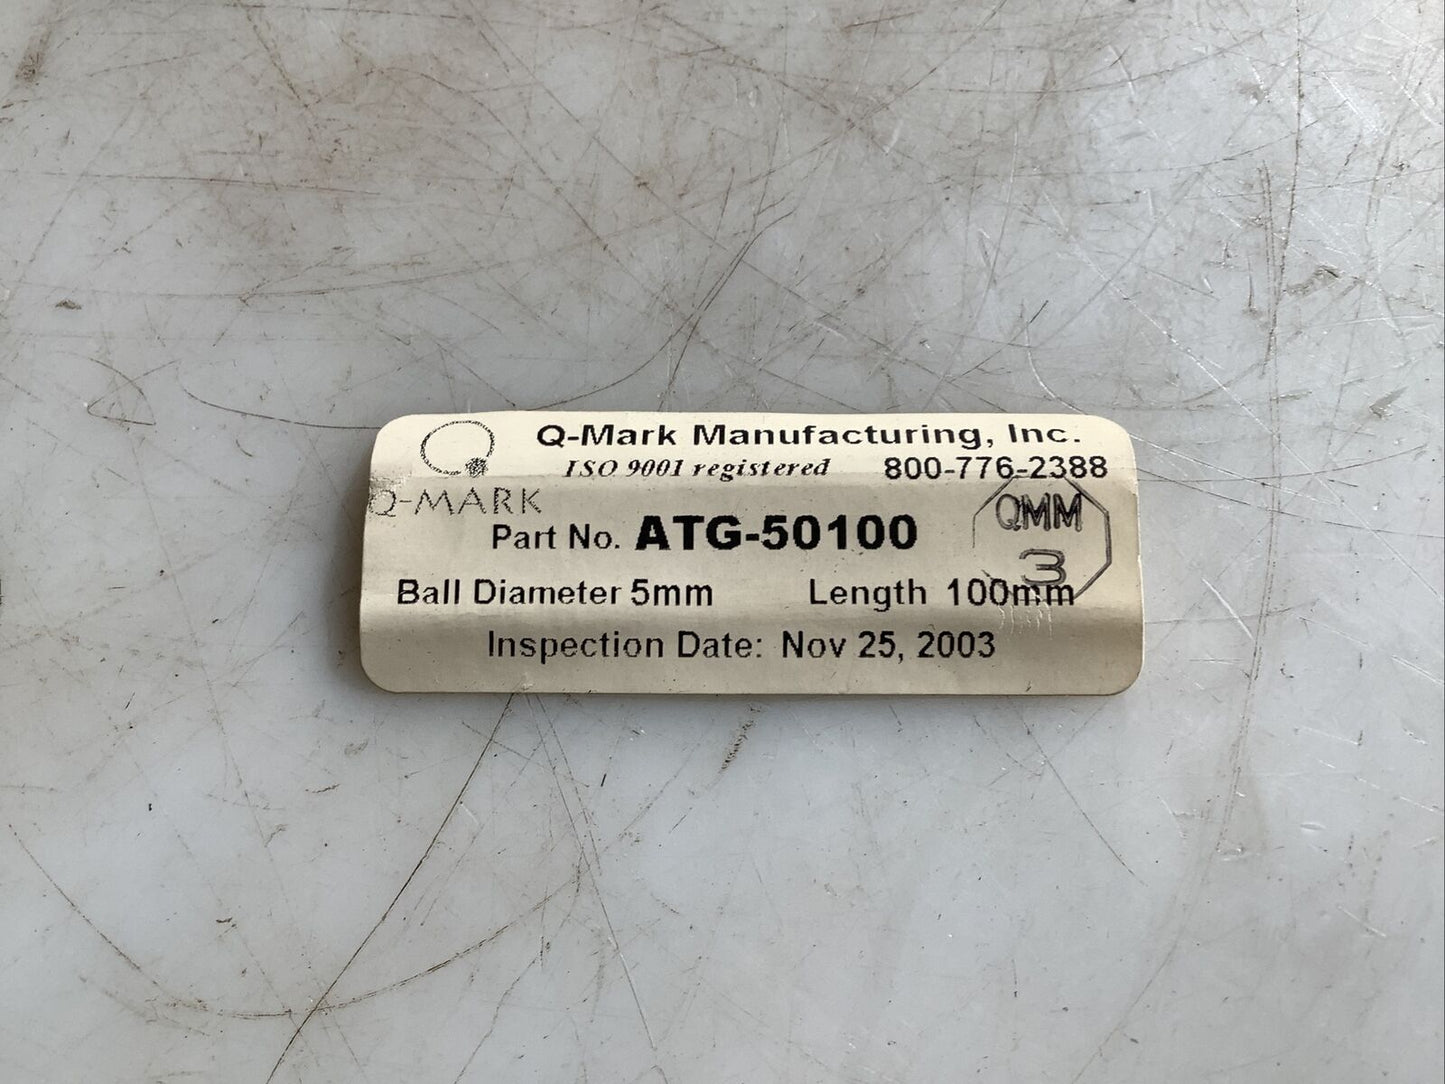 Q-Mark Manufacturing, Inc.
ISO 9001 registered 800-776-2388
Q-MARK
QMM
3
Part No. ATG-50100
Ball Diameter 5mm Length 100mm
Inspection Date: Nov 25, 2003